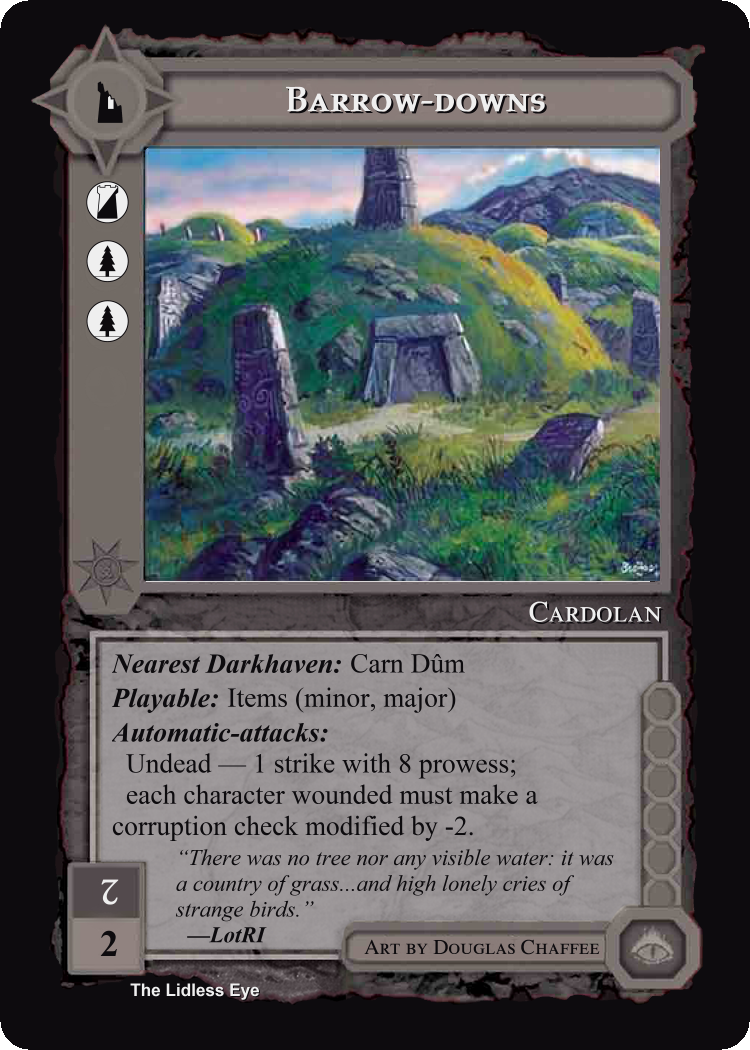 Barrow-downs
Cardolan
Nearest Darkhaven: Carn Dûm
Playable: Items (minor, major)
Automatic-attacks:
Undead — 1 strike with 8 prowess;
each character wounded must make a
corruption check modified by -2.
“There was no tree nor any visible water: it was
a country of grass...and high lonely cries of
strange birds.”
—LotRI
2
2
Art by Douglas Chaffee
The Lidless Eye